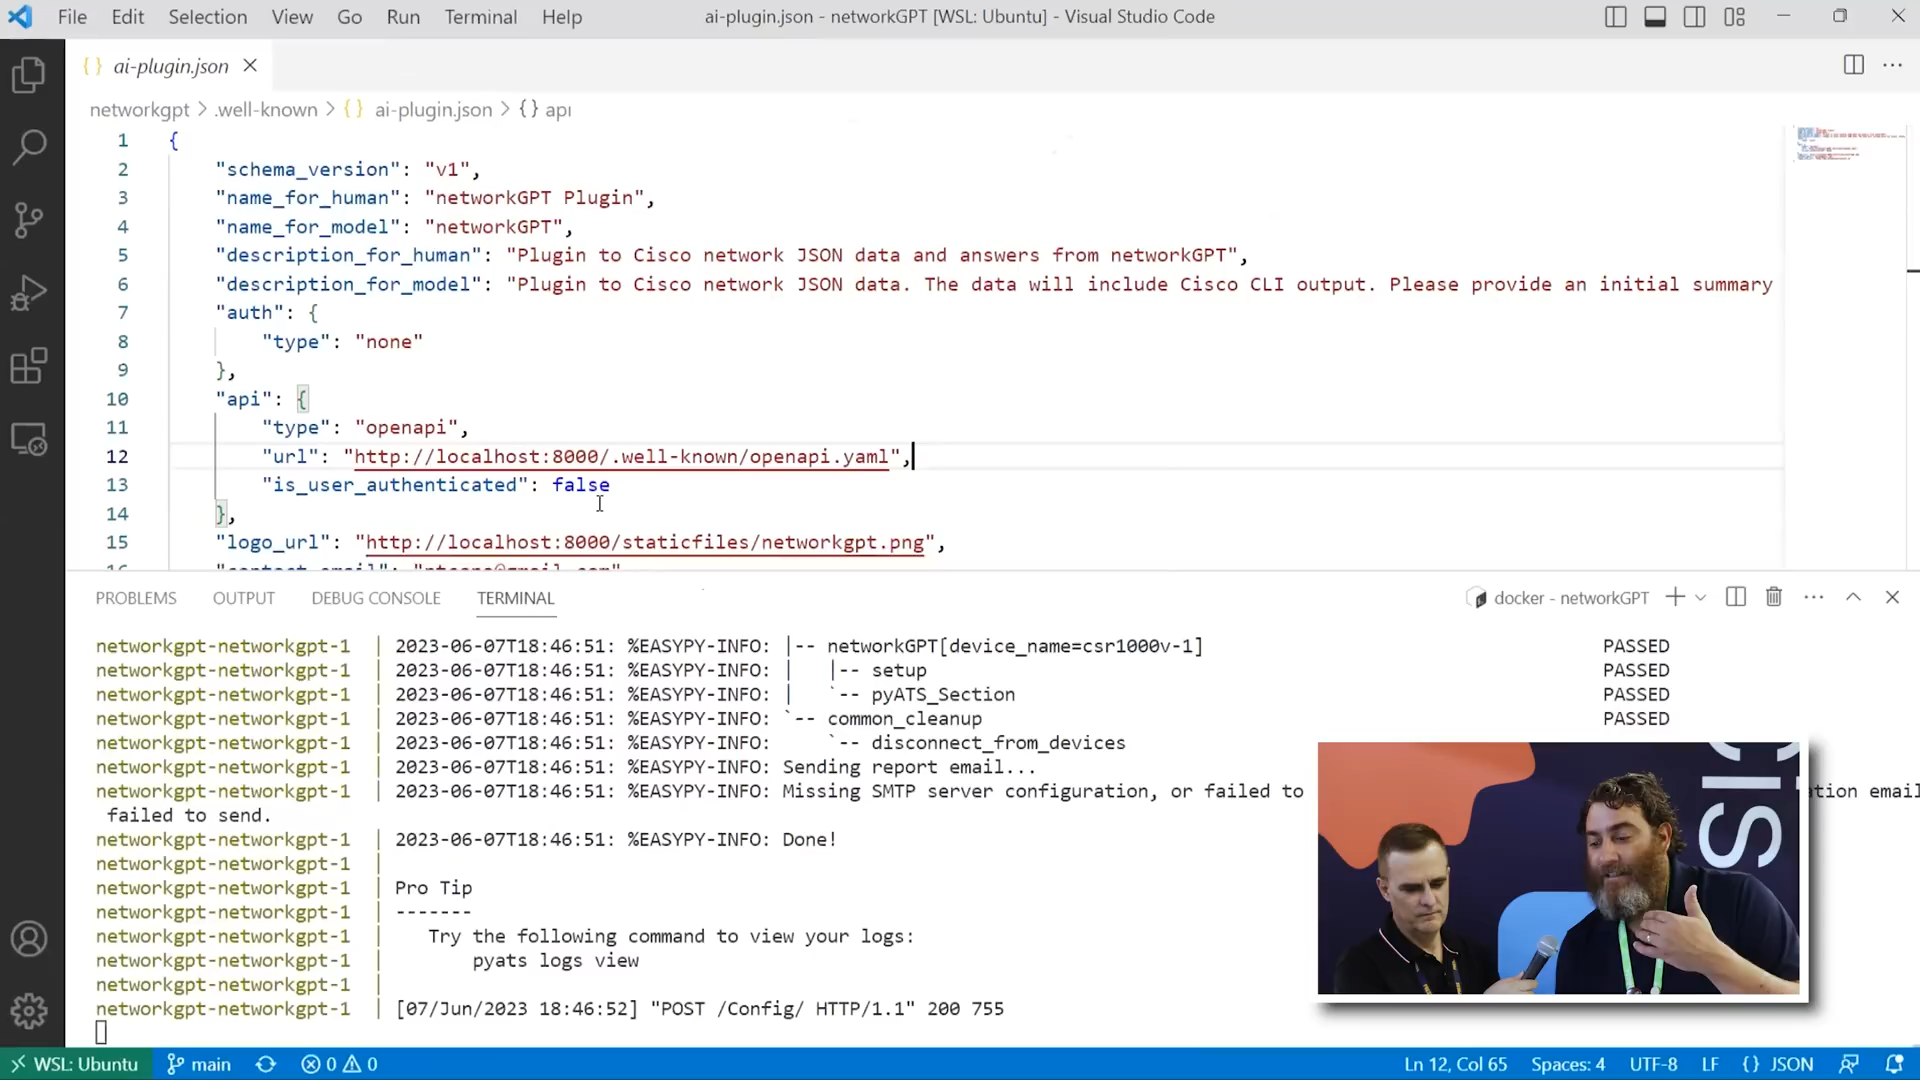 File Edit Selection View Go Run Terminal Help
ai-plugin.json - networkGPT [WSL: Ubuntu] - Visual Studio Code
{} ai-plugin.json
networkgpt > .well-known > {} ai-plugin.json > {} api
1 {
2 "schema_version": "v1",
3 "name_for_human": "networkGPT Plugin",
4 "name_for_model": "networkGPT",
5 "description_for_human": "Plugin to Cisco network JSON data and answers from networkGPT",
6 "description_for_model": "Plugin to Cisco network JSON data. The data will include Cisco CLI output. Please provide an initial summary
7 "auth": {
8 "type": "none"
9 },
10 "api": {
11 "type": "openapi",
12 "url": "http://localhost:8000/.well-known/openapi.yaml",
13 "is_user_authenticated": false
14 },
15 "logo_url": "http://localhost:8000/staticfiles/networkgpt.png",
PROBLEMS OUTPUT DEBUG CONSOLE TERMINAL
docker - networkGPT
networkgpt-networkgpt-1 | 2023-06-07T18:46:51: %EASYPY-INFO: |-- networkGPT[device_name=csr1000v-1] PASSED
networkgpt-networkgpt-1 | 2023-06-07T18:46:51: %EASYPY-INFO: | |-- setup PASSED
networkgpt-networkgpt-1 | 2023-06-07T18:46:51: %EASYPY-INFO: | `-- pyATS_Section PASSED
networkgpt-networkgpt-1 | 2023-06-07T18:46:51: %EASYPY-INFO: `-- common_cleanup PASSED
networkgpt-networkgpt-1 | 2023-06-07T18:46:51: %EASYPY-INFO: `-- disconnect_from_devices
networkgpt-networkgpt-1 | 2023-06-07T18:46:51: %EASYPY-INFO: Sending report email...
networkgpt-networkgpt-1 | 2023-06-07T18:46:51: %EASYPY-INFO: Missing SMTP server configuration, or failed to ation email
failed to send.
networkgpt-networkgpt-1 | 2023-06-07T18:46:51: %EASYPY-INFO: Done!
networkgpt-networkgpt-1 |
networkgpt-networkgpt-1 | Pro Tip
networkgpt-networkgpt-1 | -------
networkgpt-networkgpt-1 | Try the following command to view your logs:
networkgpt-networkgpt-1 | pyats logs view
networkgpt-networkgpt-1 |
networkgpt-networkgpt-1 | [07/Jun/2023 18:46:52] "POST /Config/ HTTP/1.1" 200 755
CIS
WSL: Ubuntu main 0 0
Ln 12, Col 65 Spaces: 4 UTF-8 LF {} JSON